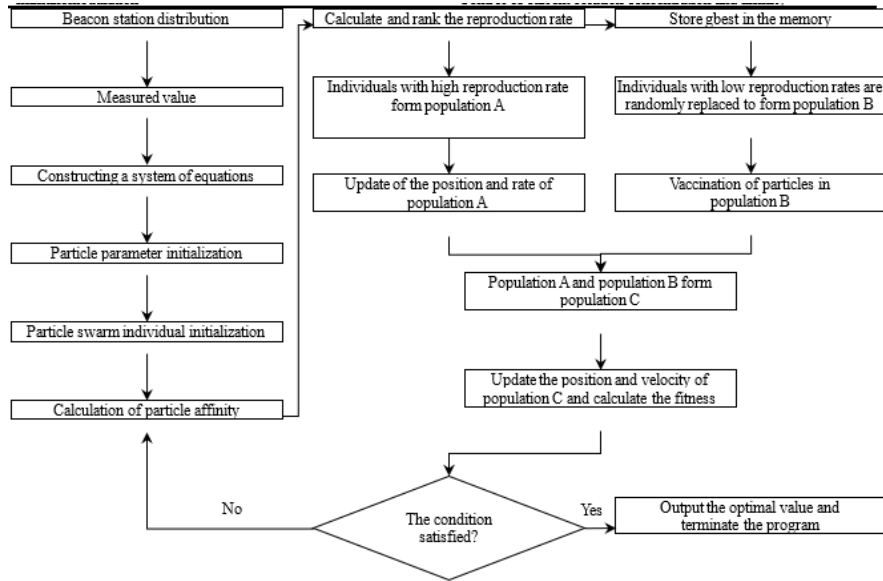 Beacon station distribution
Measured value
Constructing a system of equations
Particle parameter initialization
Particle swarm individual initialization
Calculation of particle affinity
Calculate and rank the reproduction rate
Individuals with high reproduction rate
form population A
Update of the position and rate of
population A
Store gbest in the memory
Individuals with low reproduction rates are
randomly replaced to form population B
Vaccination of particles in
population B
Population A and population B form
population C
Update the position and velocity of
population C and calculate the fitness
The condition
satisfied?
No
Yes
Output the optimal value and
terminate the program